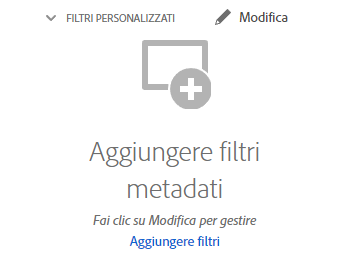 FILTRI PERSONALIZZATI Modifica
Aggiungere filtri
metadati
Fai clic su Modifica per gestire
Aggiungere filtri